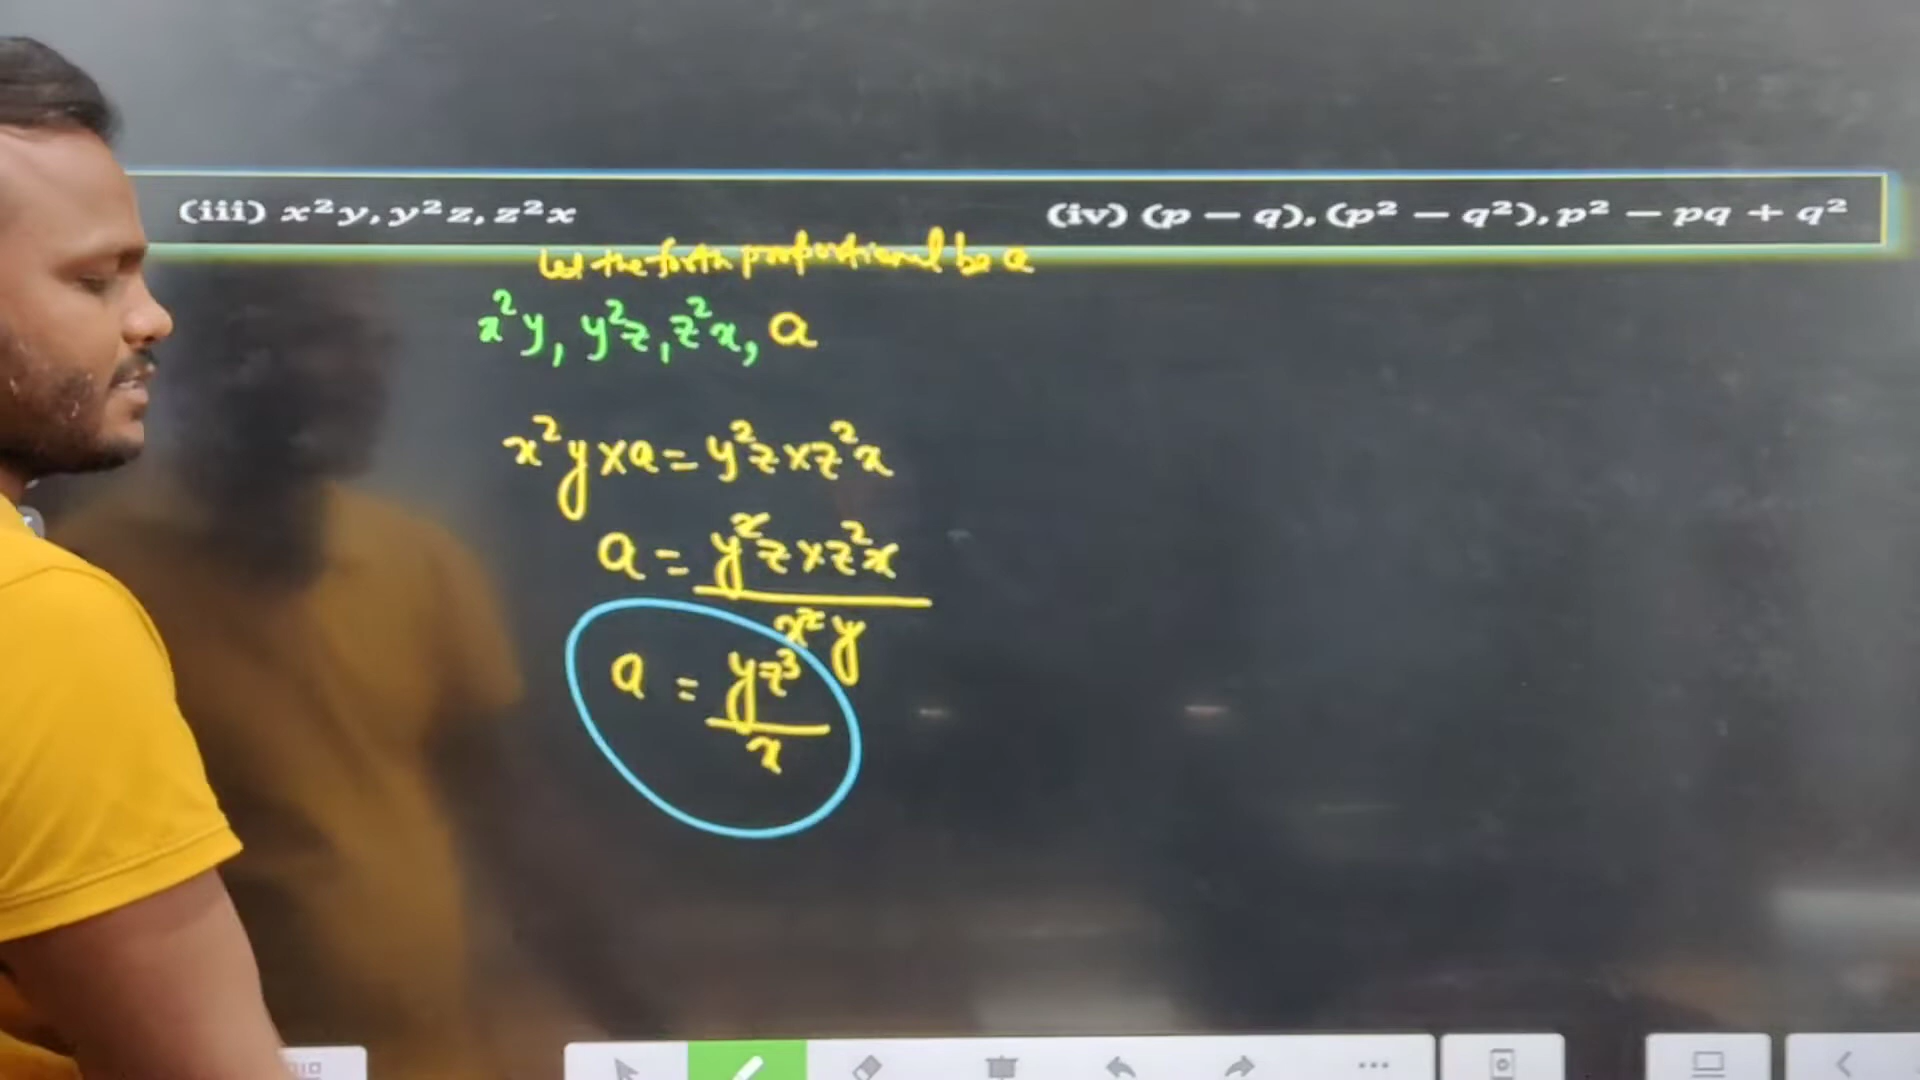 (iii) x²y, y²z, z²x (iv) (p − q), (p² − q²), p² − pq + q²
Let the forth proportional be a
x²y, y²z, z²x, a
x²y × a = y²z × z²x
a = y²z × z²x / x²y
a = yz³ / x